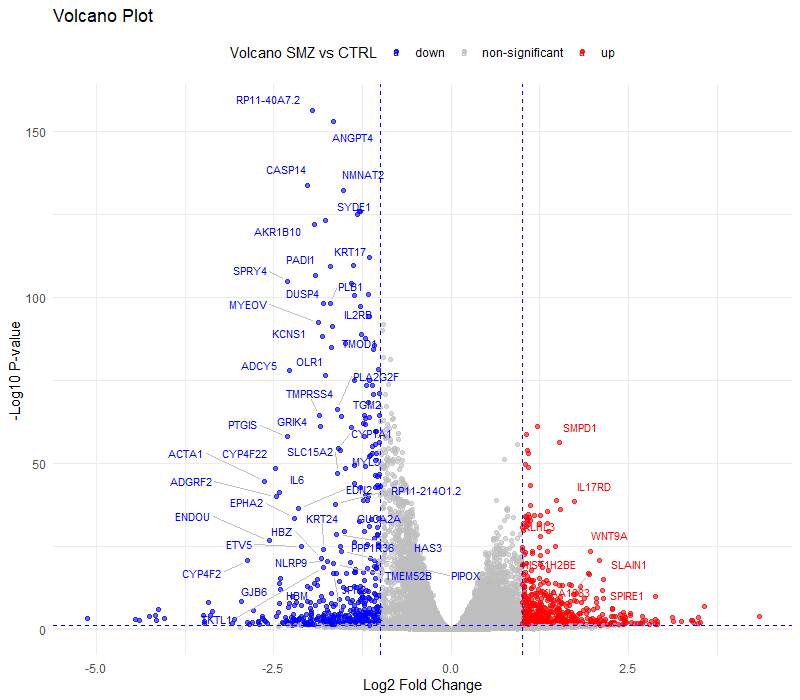 Volcano Plot
Volcano SMZ vs CTRL a down a non-significant a up
RP11-40A7.2
150
ANGPT4
CASP14
NMNAT2
SYDE1
AKR1B10
KRT17
PADI1
SPRY4
PLB1
DUSP4
100
MYEOV
IL2RB
KCNS1
TMOD1
OLR1
ADCY5
PLA2G2F
TMPRSS4
TGM2
GRIK4
PTGIS
SMPD1
CYP1A1
ACTA1
CYP4F22
SLC15A2
50
ADGRF2
IL6
EDN2
RP11-214O1.2
IL17RD
EPHA2
ENDOU
KRT24
HBZ
KLHL3
WNT9A
ETV5
PPP1R36
HAS3
NLRP9
HIST1H2BE
SLAIN1
CYP4F2
TMEM52B
PIPOX
GJB6
HBM
SPIRE1
KTL1
0
-5.0
-2.5
0.0
2.5
Log2 Fold Change
-Log10 P-value